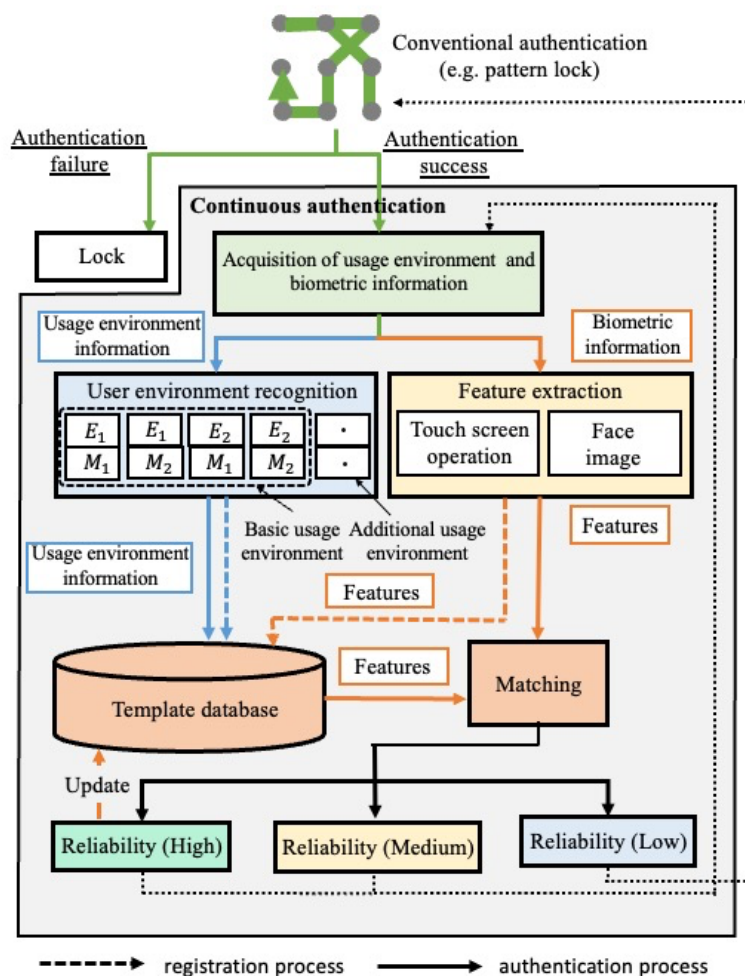 Conventional authentication
(e.g. pattern lock)
Authentication
failure
Authentication
success
Continuous authentication
Lock
Acquisition of usage environment and
biometric information
Usage environment
information
Biometric
information
User environment recognition
E₁ E₁ E₂ E₂ ·
M₁ M₂ M₁ M₂ ·
Feature extraction
Touch screen
operation
Face
image
Basic usage
environment
Additional usage
environment
Features
Usage environment
information
Features
Template database
Features
Matching
Update
Reliability (High)
Reliability (Medium)
Reliability (Low)
registration process
authentication process